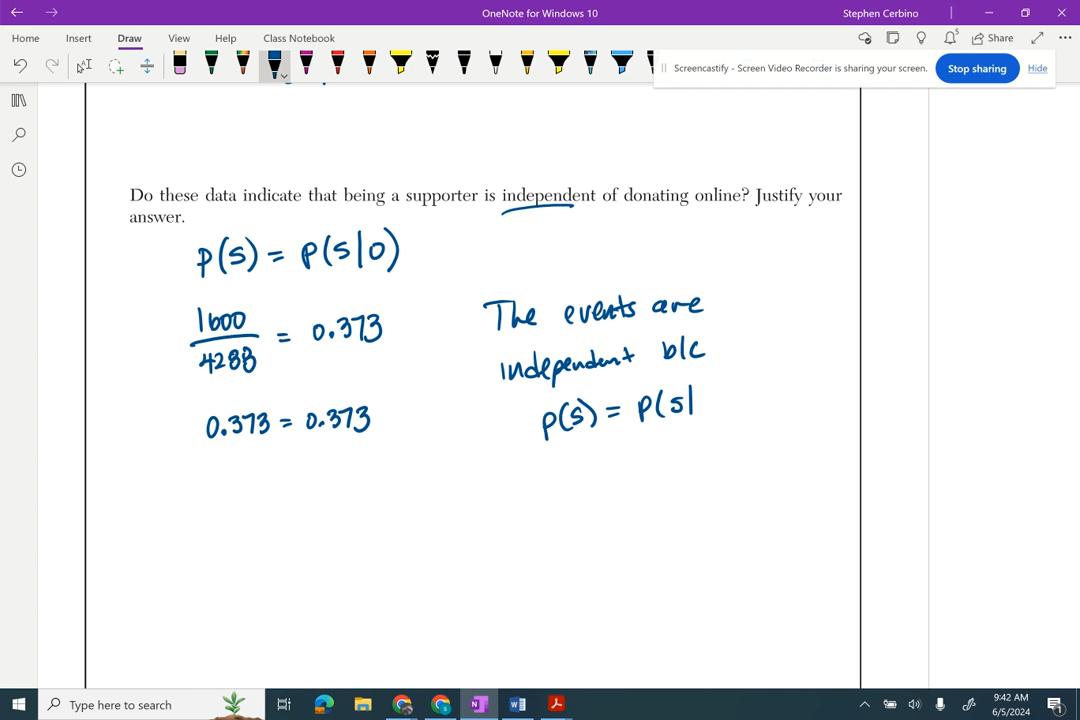 OneNote for Windows 10
Stephen Cerbino
Home Insert Draw View Help Class Notebook
Share
Screencastify - Screen Video Recorder is sharing your screen.
Stop sharing
Hide
Do these data indicate that being a supporter is independent of donating online? Justify your
answer.
P(S) = P(S|O)
1600
4288
= 0.373
0.373 = 0.373
The events are
independent b/c
P(S) = P(S|
Type here to search
9:42 AM
6/5/2024